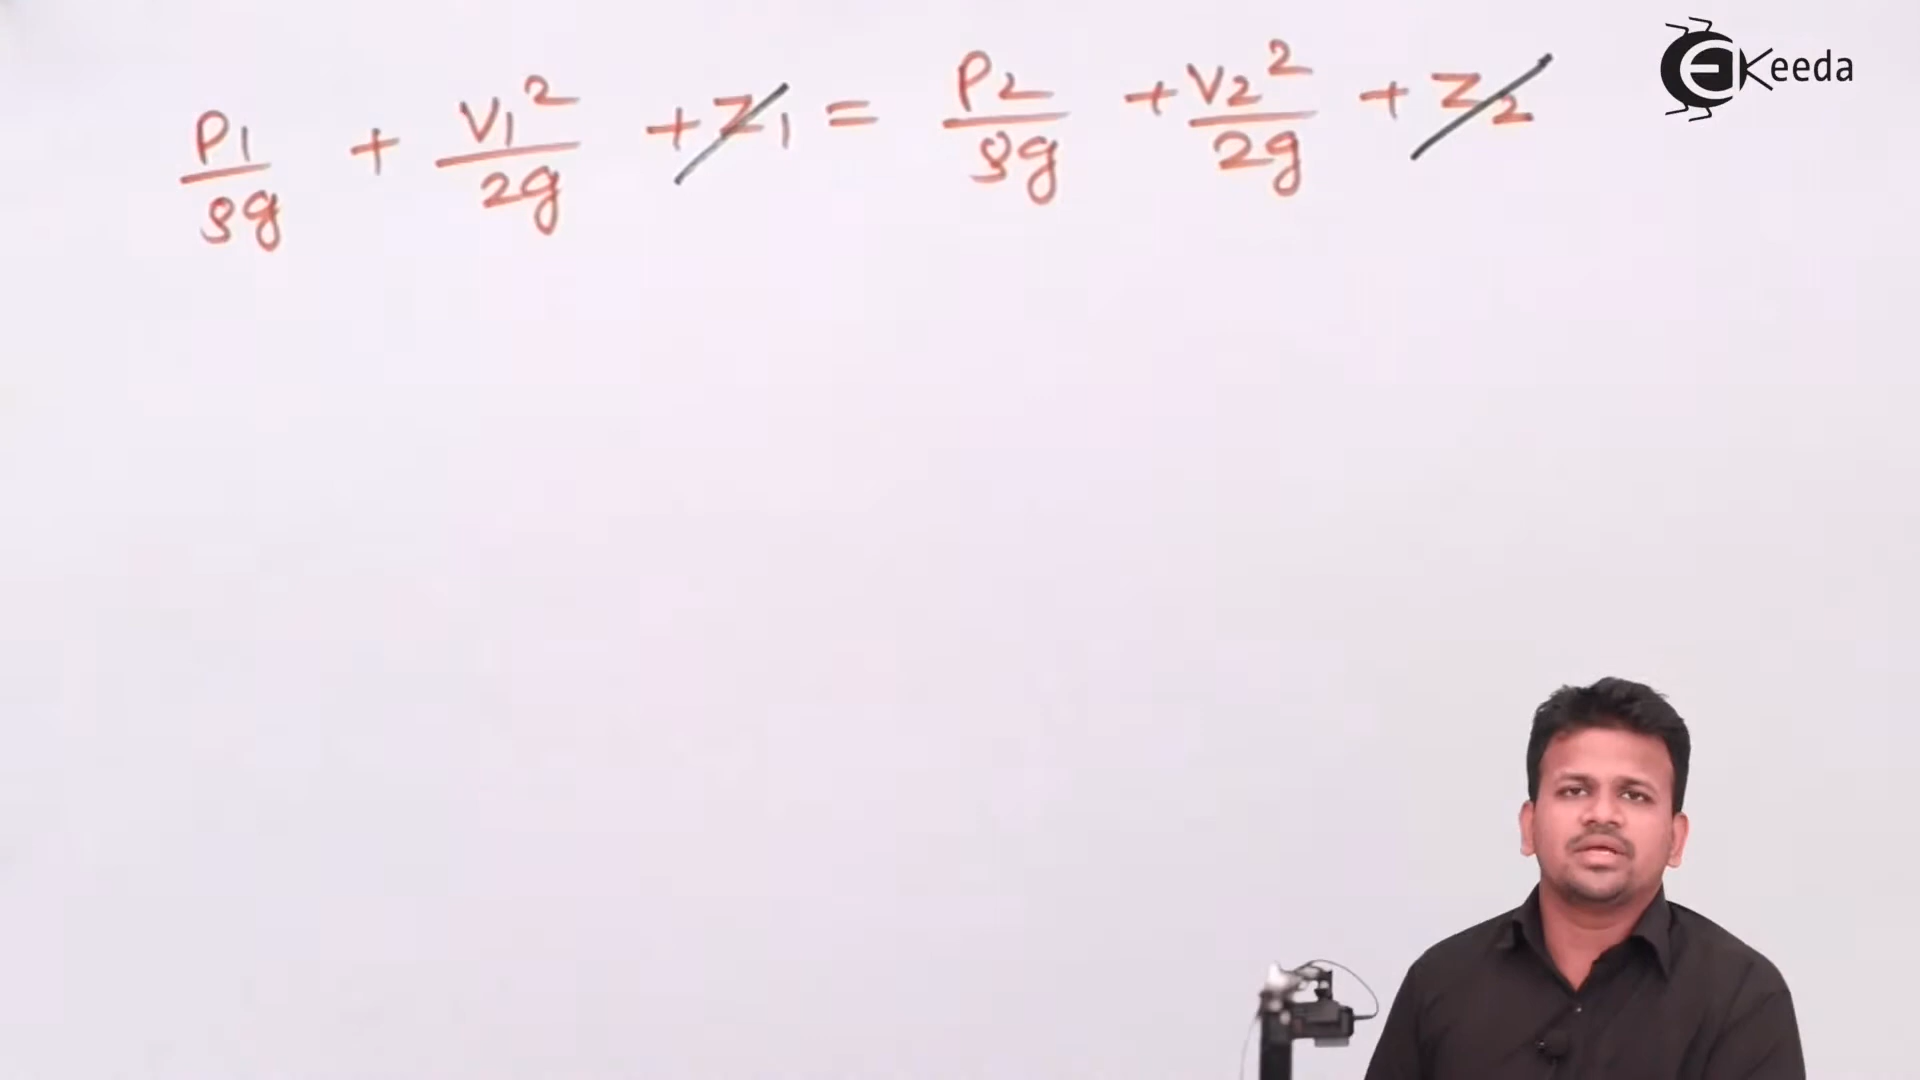 P1/ρg + V1²/2g + Z1 = P2/ρg + V2²/2g + Z2
EKeeda